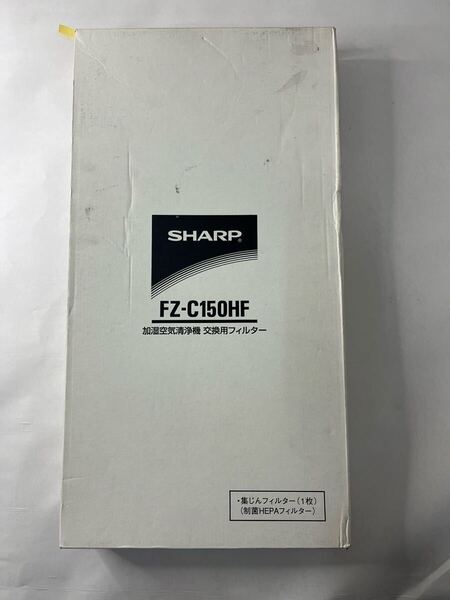 SHARP®
FZ-C150HF
加湿空気清浄機 交換用フィルター
・集じんフィルター(1枚)
(制菌HEPAフィルター)